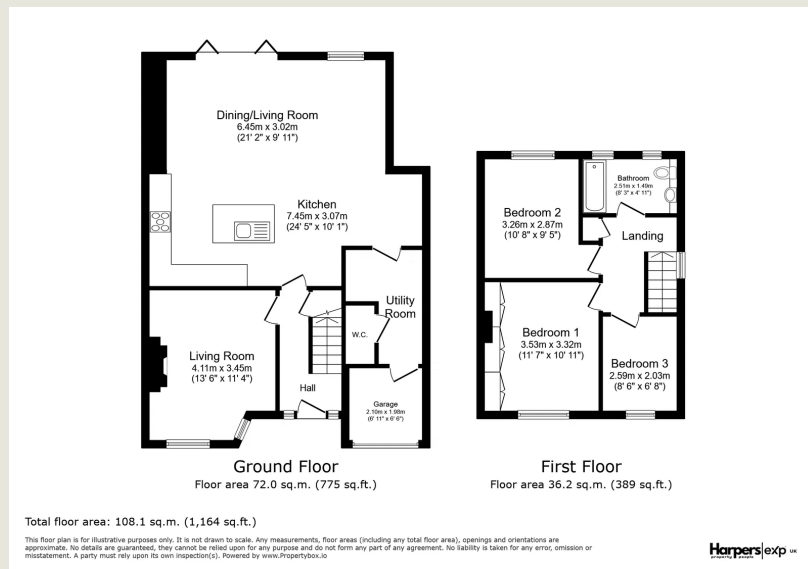 Dining/Living Room
6.45m x 3.02m
(21' 2" x 9' 11")
Kitchen
7.45m x 3.07m
(24' 5" x 10' 1")
Utility
Room
W.C.
Living Room
4.11m x 3.45m
(13' 6" x 11' 4")
Hall
Garage
2.10m x 1.98m
(6' 11" x 6' 6")
Ground Floor
Floor area 72.0 sq.m. (775 sq.ft.)
Bathroom
2.51m x 1.49m
(8' 3" x 4' 11")
Bedroom 2
3.26m x 2.87m
(10' 8" x 9' 5")
Landing
Bedroom 1
3.53m x 3.32m
(11' 7" x 10' 11")
Bedroom 3
2.59m x 2.03m
(8' 6" x 6' 8")
First Floor
Floor area 36.2 sq.m. (389 sq.ft.)
Total floor area: 108.1 sq.m. (1,164 sq.ft.)
This floor plan is for illustrative purposes only. It is not drawn to scale. Any measurements, floor areas (including any total floor area), openings and orientations are
approximate. No details are guaranteed, they cannot be relied upon for any purpose and do not form any part of any agreement. No liability is taken for any error, omission or
misstatement. A party must rely upon its own inspection(s). Powered by www.Propertybox.io
Harpers exp UK
property people